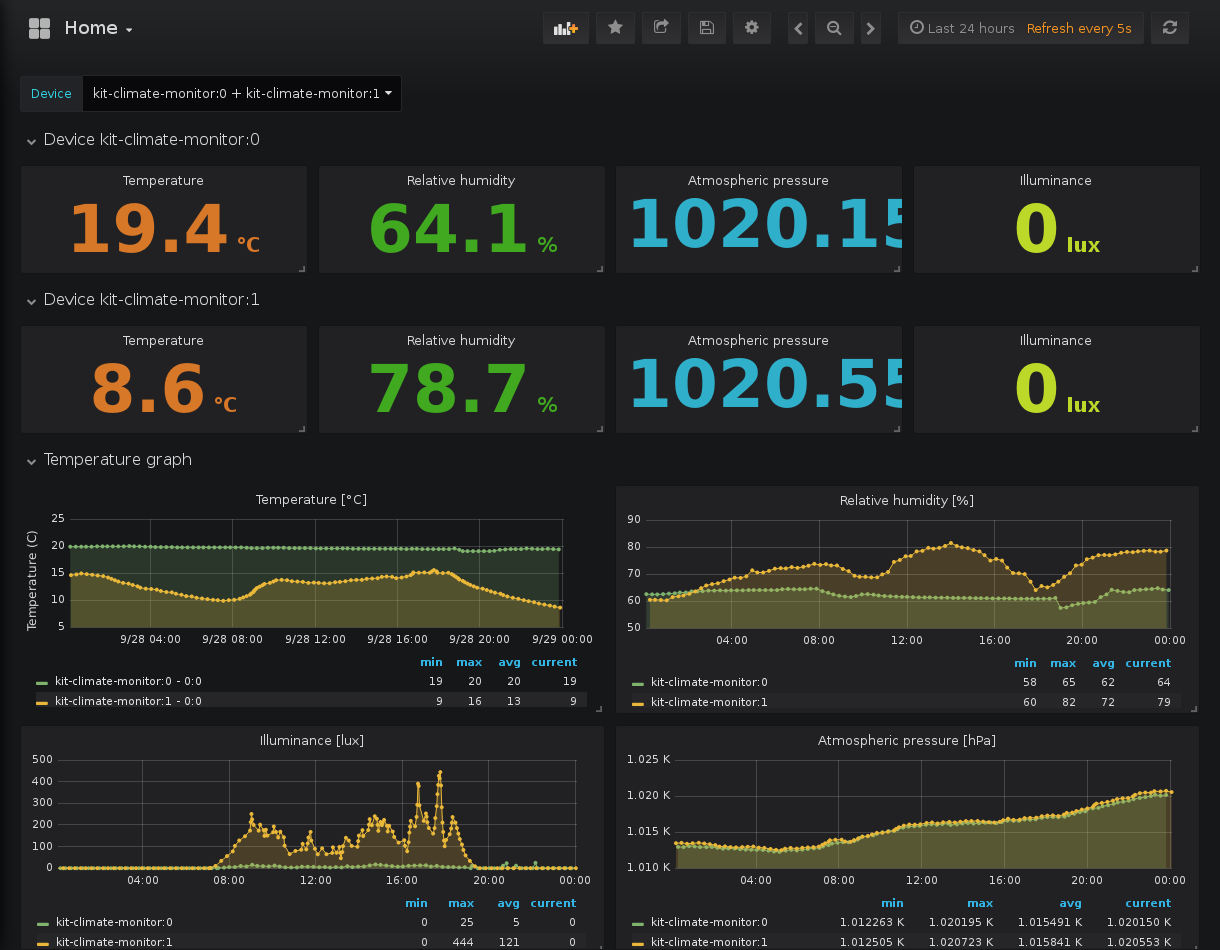 Home
Last 24 hours Refresh every 5s
Device kit-climate-monitor:0 + kit-climate-monitor:1
Device kit-climate-monitor:0
Temperature Relative humidity Atmospheric pressure Illuminance
19.4 °C 64.1 % 1020.15 0 lux
Device kit-climate-monitor:1
Temperature Relative humidity Atmospheric pressure Illuminance
8.6 °C 78.7 % 1020.55 0 lux
Temperature graph
Temperature [°C]
Temperature (C)
25
20
15
10
5
9/28 04:00 9/28 08:00 9/28 12:00 9/28 16:00 9/28 20:00 9/29 00:00
min max avg current
kit-climate-monitor:0 - 0:0 19 20 20 19
kit-climate-monitor:1 - 0:0 9 16 13 9
Relative humidity [%]
90
80
70
60
50
04:00 08:00 12:00 16:00 20:00 00:00
min max avg current
kit-climate-monitor:0 58 65 62 64
kit-climate-monitor:1 60 82 72 79
Illuminance [lux]
500
400
300
200
100
0
04:00 08:00 12:00 16:00 20:00 00:00
min max avg current
kit-climate-monitor:0 0 25 5 0
kit-climate-monitor:1 0 444 121 0
Atmospheric pressure [hPa]
1.025 K
1.020 K
1.015 K
1.010 K
04:00 08:00 12:00 16:00 20:00 00:00
min max avg current
kit-climate-monitor:0 1.012263 K 1.020195 K 1.015491 K 1.020150 K
kit-climate-monitor:1 1.012505 K 1.020723 K 1.015841 K 1.020553 K